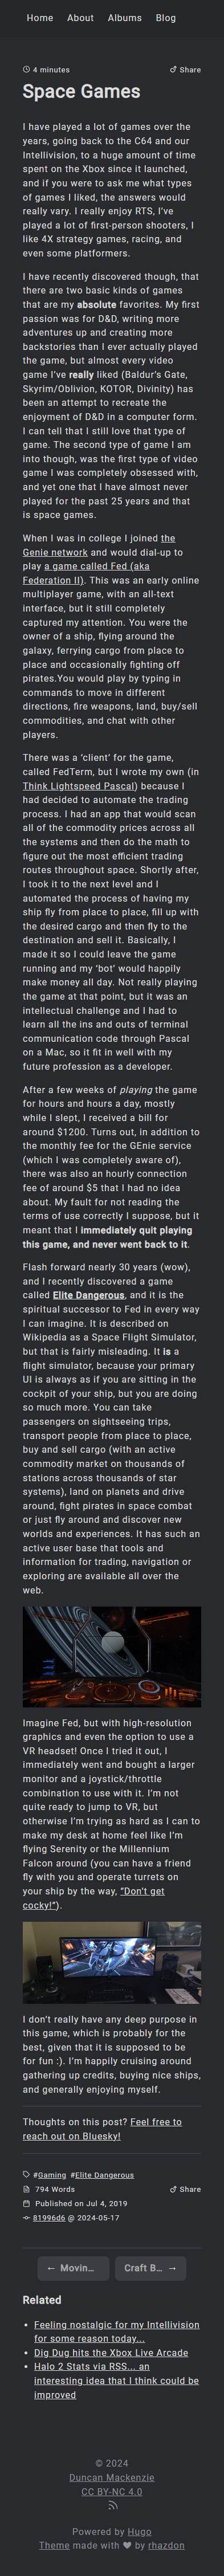 Home About Albums Blog
4 minutes Share
Space Games
I have played a lot of games over the
years, going back to the C64 and our
Intellivision, to a huge amount of time
spent on the Xbox since it launched,
and if you were to ask me what types
of games I liked, the answers would
really vary. I really enjoy RTS, I’ve
played a lot of first-person shooters, I
like 4X strategy games, racing, and
even some platformers.
I have recently discovered though, that
there are two basic kinds of games
that are my absolute favorites. My first
passion was for D&D, writing more
adventures up and creating more
backstories than I ever actually played
the game, but almost every video
game I’ve really liked (Baldur’s Gate,
Skyrim/Oblivion, KOTOR, Divinity) has
been an attempt to recreate the
enjoyment of D&D in a computer form.
I can tell that I still love that type of
game. The second type of game I am
into though, was the first type of video
game I was completely obsessed with,
and yet one that I have almost never
played for the past 25 years and that
is space games.
When I was in college I joined the
Genie network and would dial-up to
play a game called Fed (aka
Federation II). This was an early online
multiplayer game, with an all-text
interface, but it still completely
captured my attention. You were the
owner of a ship, flying around the
galaxy, ferrying cargo from place to
place and occasionally fighting off
pirates.You would play by typing in
commands to move in different
directions, fire weapons, land, buy/sell
commodities, and chat with other
players.
There was a ‘client’ for the game,
called FedTerm, but I wrote my own (in
Think Lightspeed Pascal) because I
had decided to automate the trading
process. I had an app that would scan
all of the commodity prices across all
the systems and then do the math to
figure out the most efficient trading
routes throughout space. Shortly after,
I took it to the next level and I
automated the process of having my
ship fly from place to place, fill up with
the desired cargo and then fly to the
destination and sell it. Basically, I
made it so I could leave the game
running and my ‘bot’ would happily
make money all day. Not really playing
the game at that point, but it was an
intellectual challenge and I had to
learn all the ins and outs of terminal
communication code through Pascal
on a Mac, so it fit in well with my
future profession as a developer.
After a few weeks of playing the game
for hours and hours a day, mostly
while I slept, I received a bill for
around $1200. Turns out, in addition to
the monthly fee for the GEnie service
(which I was completely aware of),
there was also an hourly connection
fee of around $5 that I had no idea
about. My fault for not reading the
terms of use correctly I suppose, but it
meant that I immediately quit playing
this game, and never went back to it.
Flash forward nearly 30 years (wow),
and I recently discovered a game
called Elite Dangerous, and it is the
spiritual successor to Fed in every way
I can imagine. It is described on
Wikipedia as a Space Flight Simulator,
but that is fairly misleading. It is a
flight simulator, because your primary
UI is always as if you are sitting in the
cockpit of your ship, but you are doing
so much more. You can take
passengers on sightseeing trips,
transport people from place to place,
buy and sell cargo (with an active
commodity market on thousands of
stations across thousands of star
systems), land on planets and drive
around, fight pirates in space combat
or just fly around and discover new
worlds and experiences. It has such an
active user base that tools and
information for trading, navigation or
exploring are available all over the
web.
Imagine Fed, but with high-resolution
graphics and even the option to use a
VR headset! Once I tried it out, I
immediately went and bought a larger
monitor and a joystick/throttle
combination to use with it. I’m not
quite ready to jump to VR, but
otherwise I’m trying as hard as I can to
make my desk at home feel like I’m
flying Serenity or the Millennium
Falcon around (you can have a friend
fly with you and operate turrets on
your ship by the way, “Don’t get
cocky!”).
I don’t really have any deep purpose in
this game, which is probably for the
best, given that it is supposed to be
for fun :). I’m happily cruising around
gathering up credits, buying nice ships
and generally enjoying myself.
Thoughts on this post? Feel free to
reach out on Bluesky!
#Gaming #Elite Dangerous
794 Words Share
Published on Jul 4, 2019
81996d6 @ 2024-05-17
← Movin... Craft B... →
Related
Feeling nostalgic for my Intellivision
for some reason today...
Dig Dug hits the Xbox Live Arcade
Halo 2 Stats via RSS... an
interesting idea that I think could be
improved
© 2024
Duncan Mackenzie
CC BY-NC 4.0
Powered by Hugo
Theme made with ❤ by rhazdon